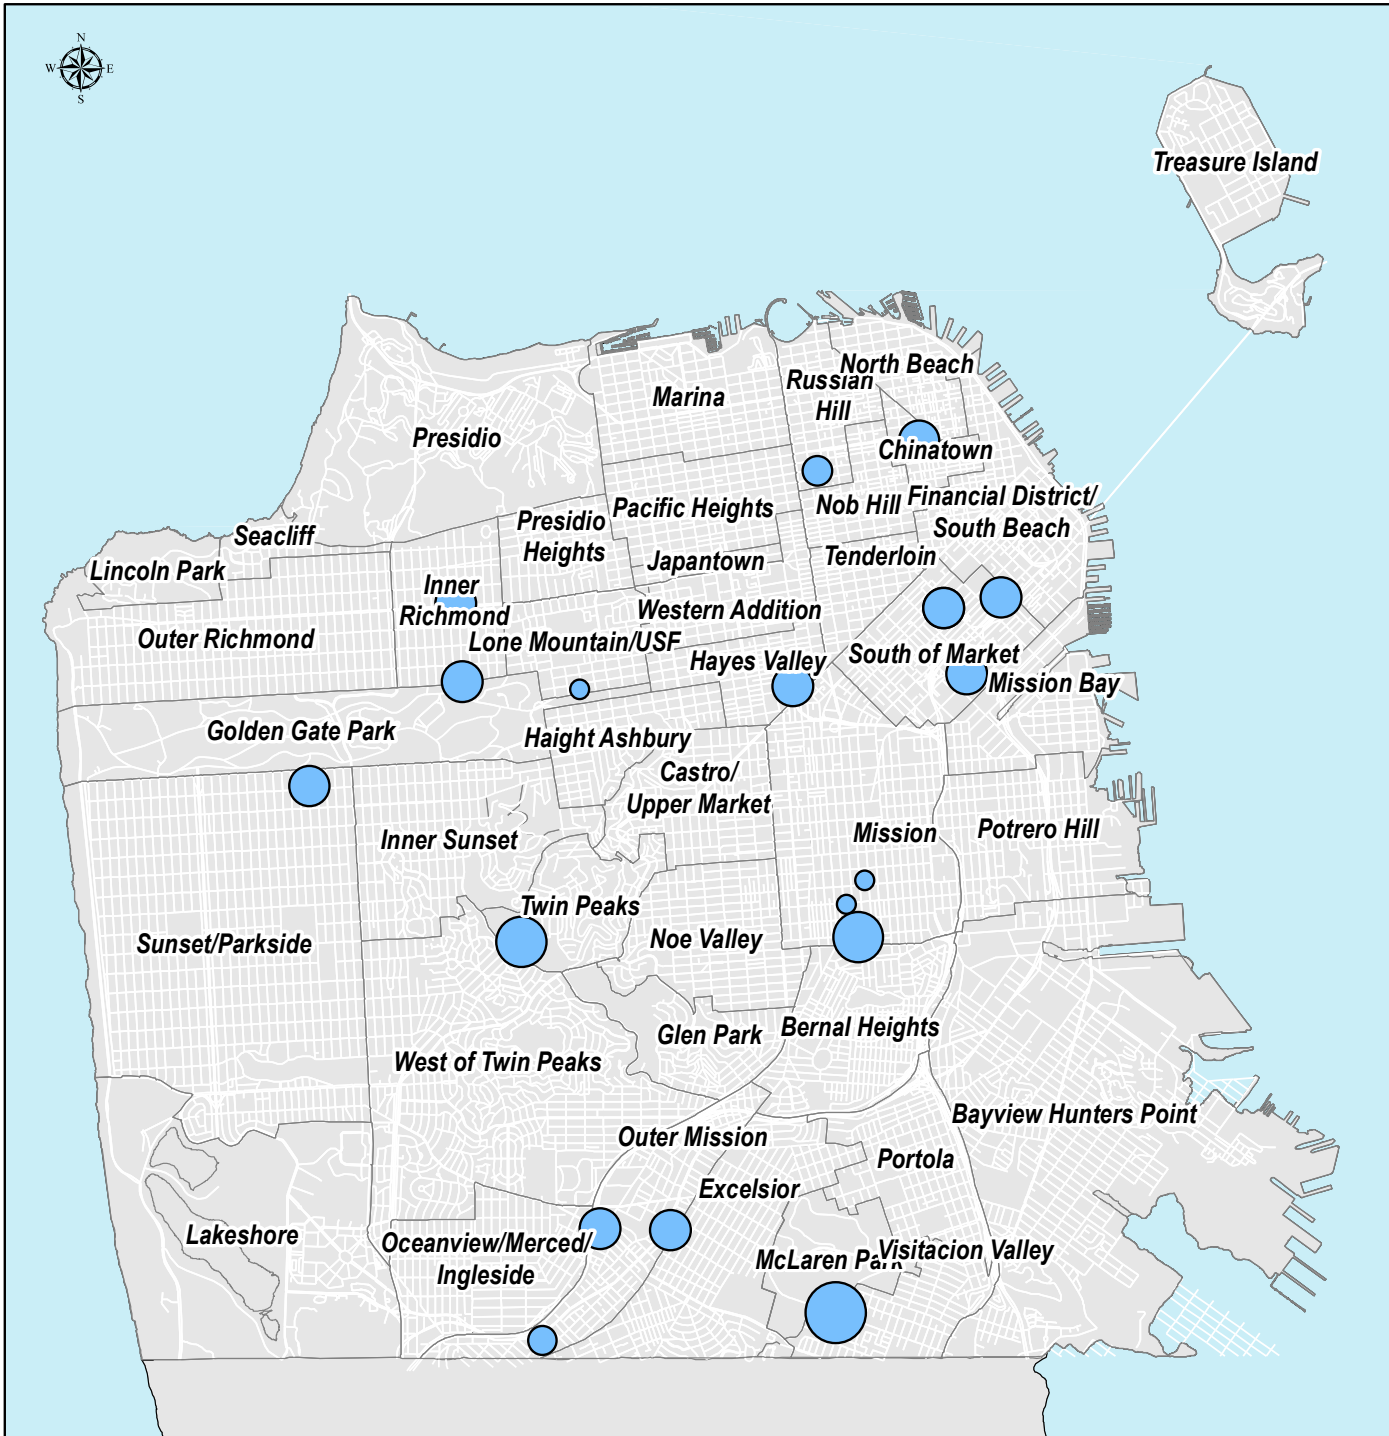 N
W E
S
Treasure Island
North Beach
Russian
Hill
Marina
Presidio
Chinatown
Financial District/
South Beach
Nob Hill
Pacific Heights
Presidio
Heights
Seacliff
Lincoln Park
Japantown
Tenderloin
Inner
Richmond
Western Addition
Outer Richmond
Lone Mountain/USF
Hayes Valley
South of Market
Mission Bay
Golden Gate Park
Haight Ashbury
Castro/
Upper Market
Inner Sunset
Mission
Potrero Hill
Twin Peaks
Sunset/Parkside
Noe Valley
Glen Park
Bernal Heights
West of Twin Peaks
Bayview Hunters Point
Outer Mission
Portola
Excelsior
Lakeshore
Oceanview/Merced/
Ingleside
McLaren Park
Visitacion Valley